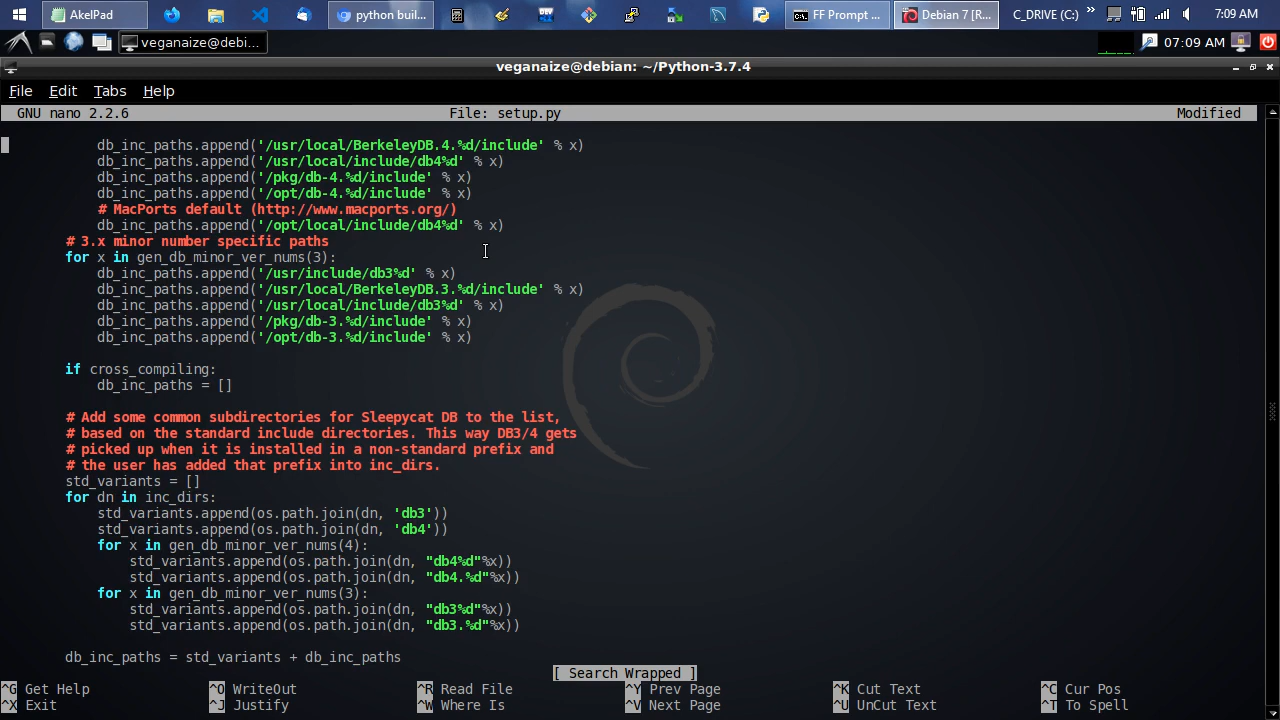 AkelPad
python buil...
FF Prompt ...
Debian 7 [R...
C_DRIVE (C:)
7:09 AM
veganaize@debi...
07:09 AM
veganaize@debian: ~/Python-3.7.4
File Edit Tabs Help
GNU nano 2.2.6 File: setup.py Modified
db_inc_paths.append('/usr/local/BerkeleyDB.4.%d/include' % x)
db_inc_paths.append('/usr/local/include/db4%d' % x)
db_inc_paths.append('/pkg/db-4.%d/include' % x)
db_inc_paths.append('/opt/db-4.%d/include' % x)
# MacPorts default (http://www.macports.org/)
db_inc_paths.append('/opt/local/include/db4%d' % x)
# 3.x minor number specific paths
for x in gen_db_minor_ver_nums(3):
db_inc_paths.append('/usr/include/db3%d' % x)
db_inc_paths.append('/usr/local/BerkeleyDB.3.%d/include' % x)
db_inc_paths.append('/usr/local/include/db3%d' % x)
db_inc_paths.append('/pkg/db-3.%d/include' % x)
db_inc_paths.append('/opt/db-3.%d/include' % x)
if cross_compiling:
db_inc_paths = []
# Add some common subdirectories for Sleepycat DB to the list,
# based on the standard include directories. This way DB3/4 gets
# picked up when it is installed in a non-standard prefix and
# the user has added that prefix into inc_dirs.
std_variants = []
for dn in inc_dirs:
std_variants.append(os.path.join(dn, 'db3'))
std_variants.append(os.path.join(dn, 'db4'))
for x in gen_db_minor_ver_nums(4):
std_variants.append(os.path.join(dn, "db4%d"%x))
std_variants.append(os.path.join(dn, "db4.%d"%x))
for x in gen_db_minor_ver_nums(3):
std_variants.append(os.path.join(dn, "db3%d"%x))
std_variants.append(os.path.join(dn, "db3.%d"%x))
db_inc_paths = std_variants + db_inc_paths
[ Search Wrapped ]
^G Get Help ^O WriteOut ^R Read File ^Y Prev Page ^K Cut Text ^C Cur Pos
^X Exit ^J Justify ^W Where Is ^V Next Page ^U UnCut Text ^T To Spell